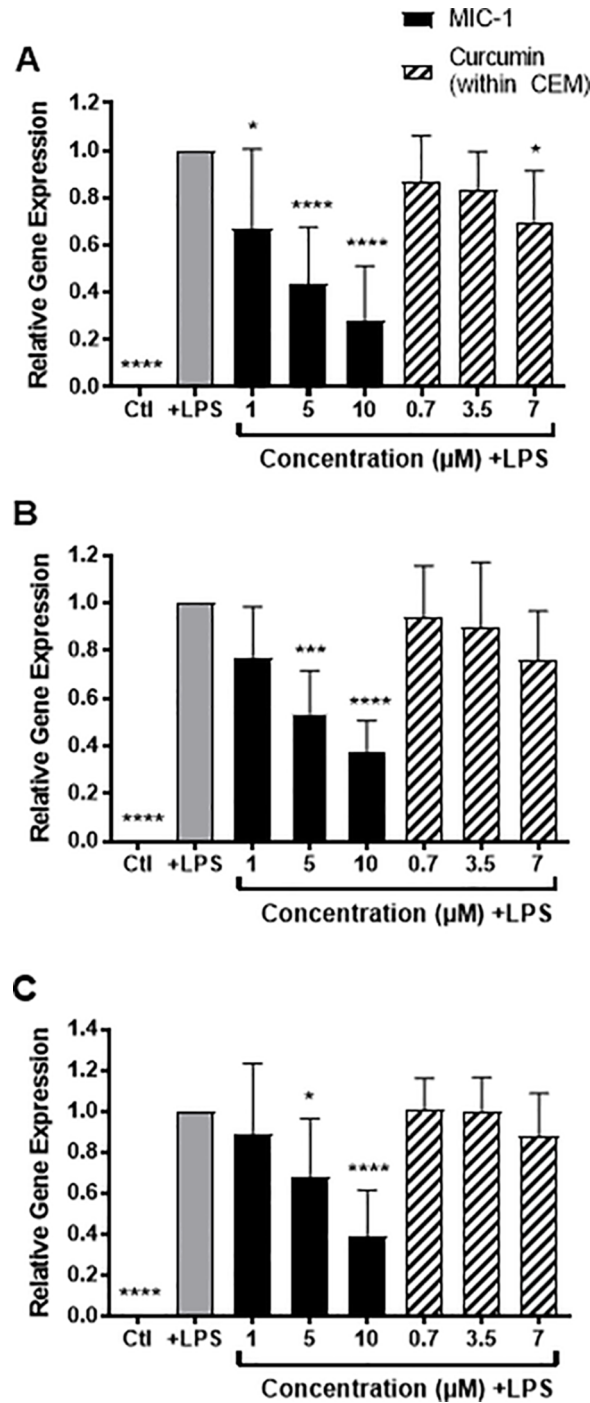 MIC-1
Curcumin
(within CEM)
A
Relative Gene Expression
1.2
1.0
0.8
0.6
0.4
0.2
0.0
*
****
****
*
****
Ctl +LPS 1 5 10 0.7 3.5 7
Concentration (µM) +LPS
B
Relative Gene Expression
1.2
1.0
0.8
0.6
0.4
0.2
0.0
***
****
****
Ctl +LPS 1 5 10 0.7 3.5 7
Concentration (µM) +LPS
C
Relative Gene Expression
1.4
1.2
1.0
0.8
0.6
0.4
0.2
0.0
*
****
****
Ctl +LPS 1 5 10 0.7 3.5 7
Concentration (µM) +LPS